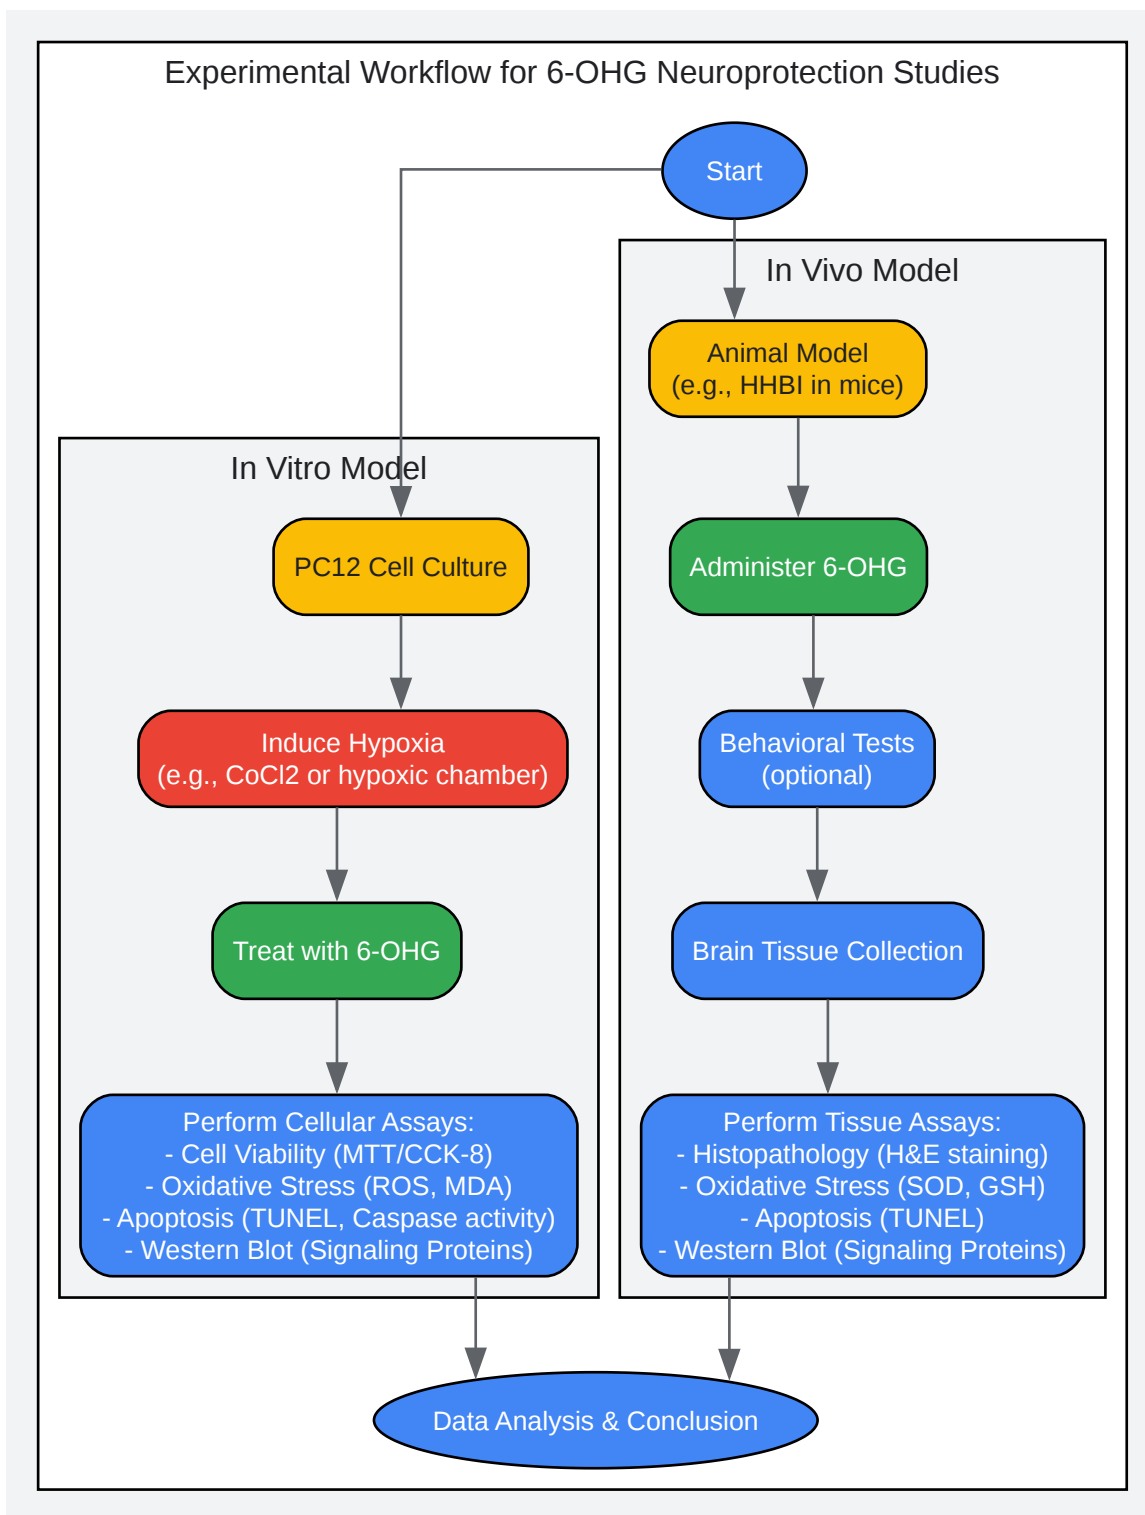 Experimental Workflow for 6-OHG Neuroprotection Studies
Start
In Vivo Model
Animal Model
(e.g., HHBI in mice)
Administer 6-OHG
Behavioral Tests
(optional)
Brain Tissue Collection
Perform Tissue Assays:
- Histopathology (H&E staining)
- Oxidative Stress (SOD, GSH)
- Apoptosis (TUNEL)
- Western Blot (Signaling Proteins)
In Vitro Model
PC12 Cell Culture
Induce Hypoxia
(e.g., CoCl2 or hypoxic chamber)
Treat with 6-OHG
Perform Cellular Assays:
- Cell Viability (MTT/CCK-8)
- Oxidative Stress (ROS, MDA)
- Apoptosis (TUNEL, Caspase activity)
- Western Blot (Signaling Proteins)
Data Analysis & Conclusion